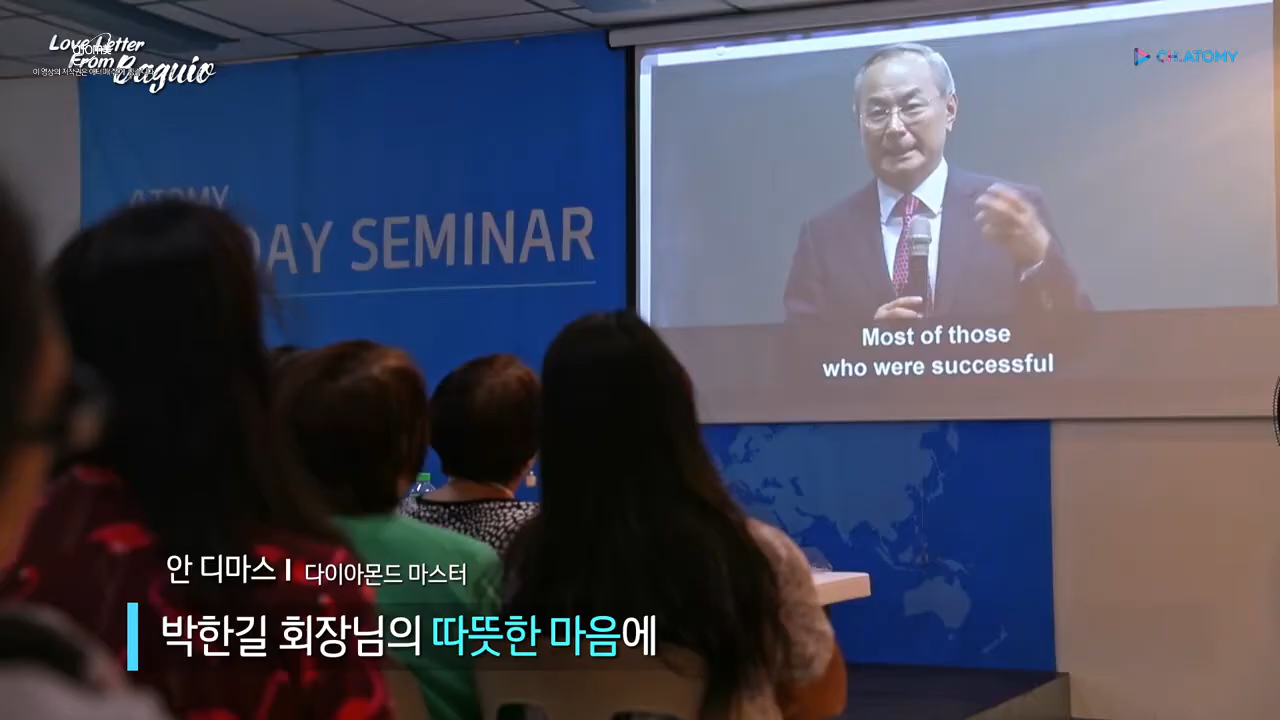 Love Letter
From
Baguio
CH.ATOMY
ATOMY
DAY SEMINAR
Most of those
who were successful
안 디마스 | 다이아몬드 마스터
박한길 회장님의 따뜻한 마음에